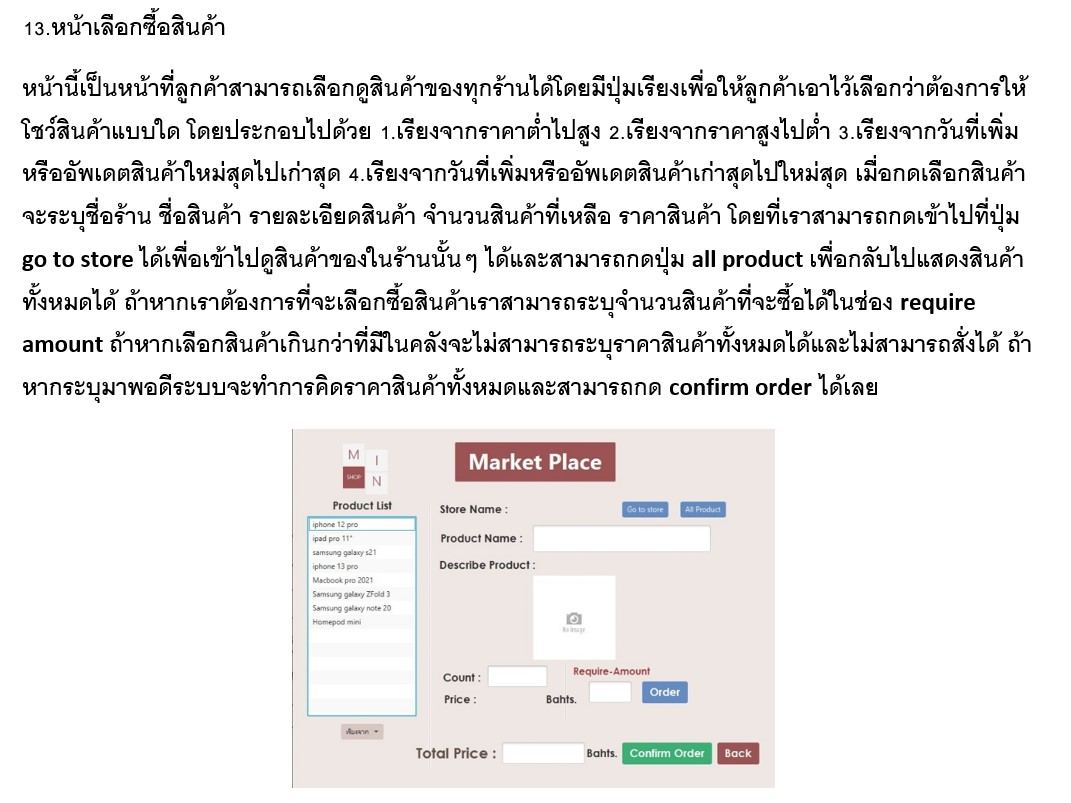 13.หน้าเลือกซื้อสินค้า
หน้านี้เป็นหน้าที่ลูกค้าสามารถเลือกดูสินค้าของทุกร้านได้โดยมีปุ่มเรียงเพื่อให้ลูกค้าเอาไว้เลือกว่าต้องการให้
โชว์สินค้าแบบใด โดยประกอบไปด้วย 1.เรียงจากราคาต่ำไปสูง 2.เรียงจากราคาสูงไปต่ำ 3.เรียงจากวันที่เพิ่ม
หรืออัพเดตสินค้าใหม่สุดไปเก่าสุด 4.เรียงจากวันที่เพิ่มหรืออัพเดตสินค้าเก่าสุดไปใหม่สุด เมื่อกดเลือกสินค้า
จะระบุชื่อร้าน ชื่อสินค้า รายละเอียดสินค้า จำนวนสินค้าที่เหลือ ราคาสินค้า โดยที่เราสามารถกดเข้าไปที่ปุ่ม
go to store ได้เพื่อเข้าไปดูสินค้าของในร้านนั้นๆ ได้และสามารถกดปุ่ม all product เพื่อกลับไปแสดงสินค้า
ทั้งหมดได้ ถ้าหากเราต้องการที่จะเลือกซื้อสินค้าเราสามารถระบุจำนวนสินค้าที่จะซื้อได้ในช่อง require
amount ถ้าหากเลือกสินค้าเกินกว่าที่มีในคลังจะไม่สามารถระบุราคาสินค้าทั้งหมดได้และไม่สามารถสั่งได้ ถ้า
หากระบุมาพอดีระบบจะทำการคิดราคาสินค้าทั้งหมดและสามารถกด confirm order ได้เลย
M I
SHOP N
Market Place
Product List
iphone 12 pro
ipad pro 11"
samsung galaxy s21
iphone 13 pro
Macbook pro 2021
Samsung galaxy ZFold 3
Samsung galaxy note 20
Homepod mini
เรียงจาก
Store Name : Go to store All Product
Product Name :
Describe Product :
No image
Count : Require-Amount
Price : Bahts. Order
Total Price : Bahts. Confirm Order Back